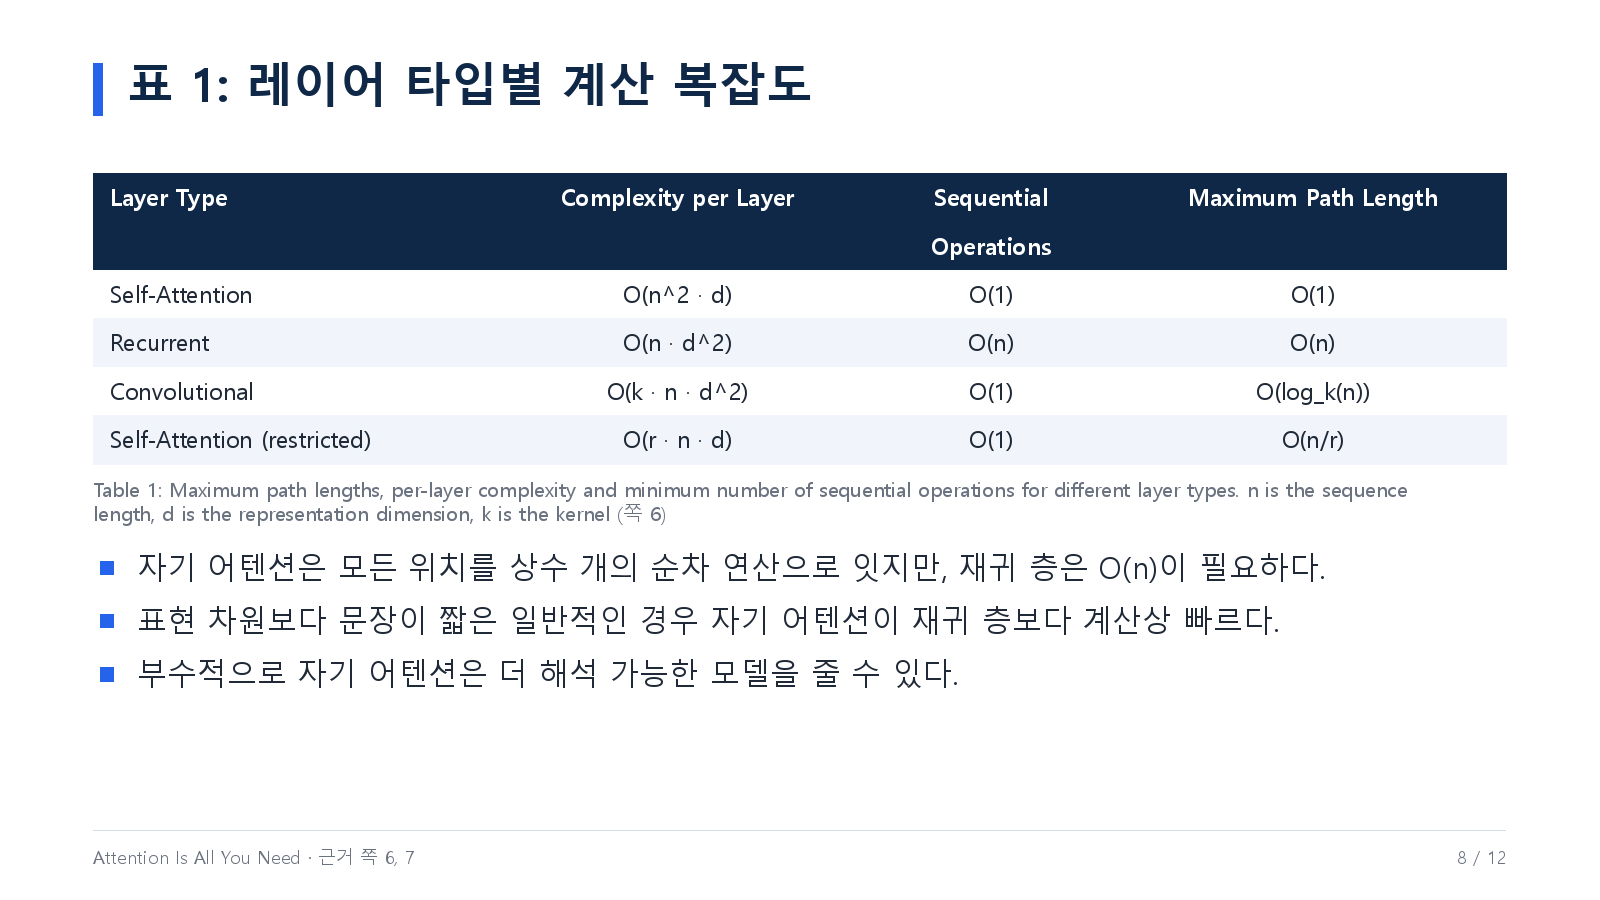 표 1: 레이어 타입별 계산 복잡도
Layer Type Complexity per Layer Sequential Operations Maximum Path Length
Self-Attention O(n^2 · d) O(1) O(1)
Recurrent O(n · d^2) O(n) O(n)
Convolutional O(k · n · d^2) O(1) O(log_k(n))
Self-Attention (restricted) O(r · n · d) O(1) O(n/r)
Table 1: Maximum path lengths, per-layer complexity and minimum number of sequential operations for different layer types. n is the sequence
length, d is the representation dimension, k is the kernel (쪽 6)
자기 어텐션은 모든 위치를 상수 개의 순차 연산으로 잇지만, 재귀 층은 O(n)이 필요하다.
표현 차원보다 문장이 짧은 일반적인 경우 자기 어텐션이 재귀 층보다 계산상 빠르다.
부수적으로 자기 어텐션은 더 해석 가능한 모델을 줄 수 있다.
Attention Is All You Need · 근거 쪽 6, 7
8 / 12